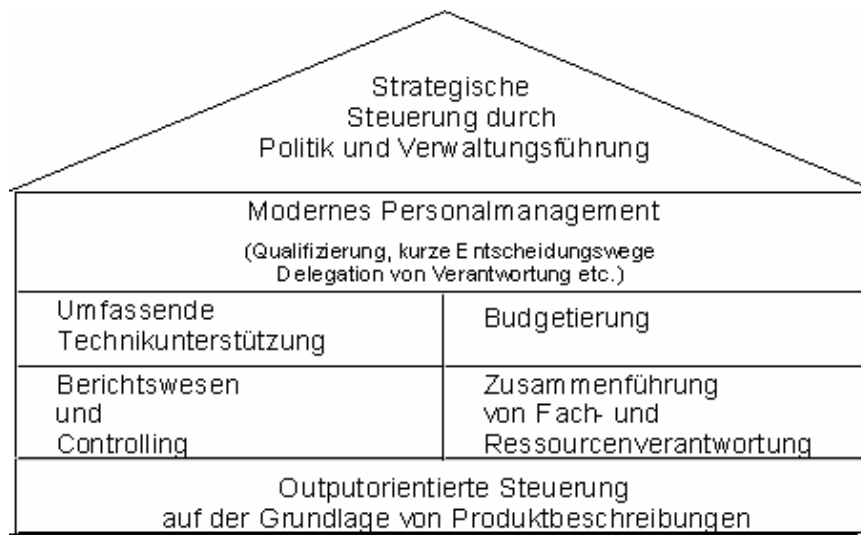 Strategische
Steuerung durch
Politik und Verwaltungsführung
Modernes Personalmanagement
(Qualifizierung, kurze Entscheidungswege
Delegation von Verantwortung etc.)
Umfassende
Technikunterstützung
Budgetierung
Berichtswesen
und
Controlling
Zusammenführung
von Fach- und
Ressourcenverantwortung
Outputorientierte Steuerung
auf der Grundlage von Produktbeschreibungen